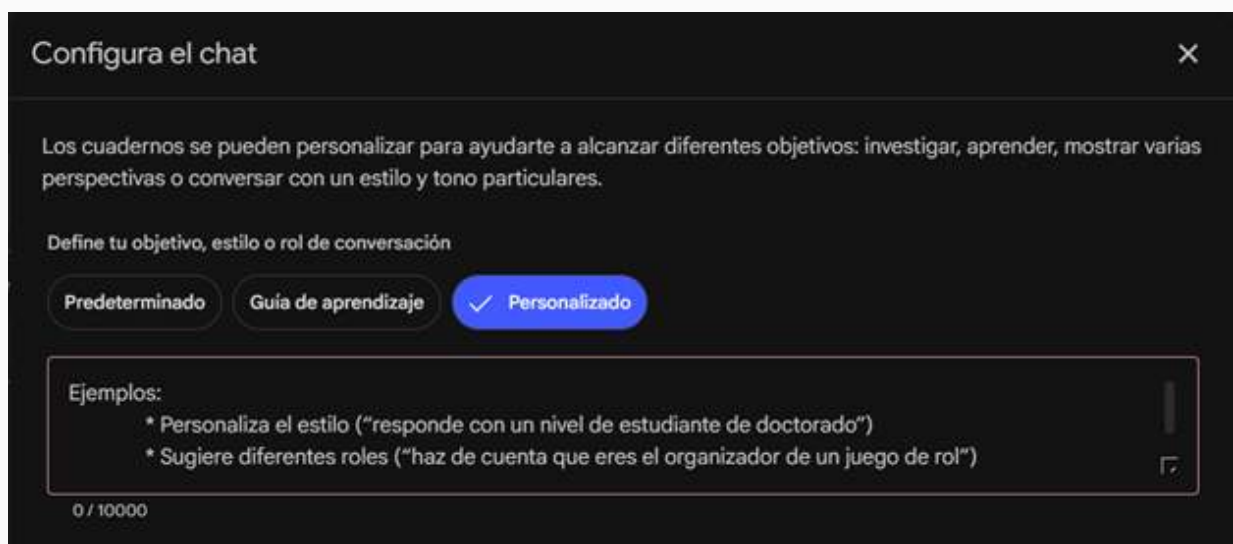 Configura el chat
Los cuadernos se pueden personalizar para ayudarte a alcanzar diferentes objetivos: investigar, aprender, mostrar varias
perspectivas o conversar con un estilo y tono particulares.
Define tu objetivo, estilo o rol de conversación
Predeterminado Guía de aprendizaje Personalizado
Ejemplos:
* Personaliza el estilo (“responde con un nivel de estudiante de doctorado”)
* Sugiere diferentes roles (“haz de cuenta que eres el organizador de un juego de rol”)
0 / 10000